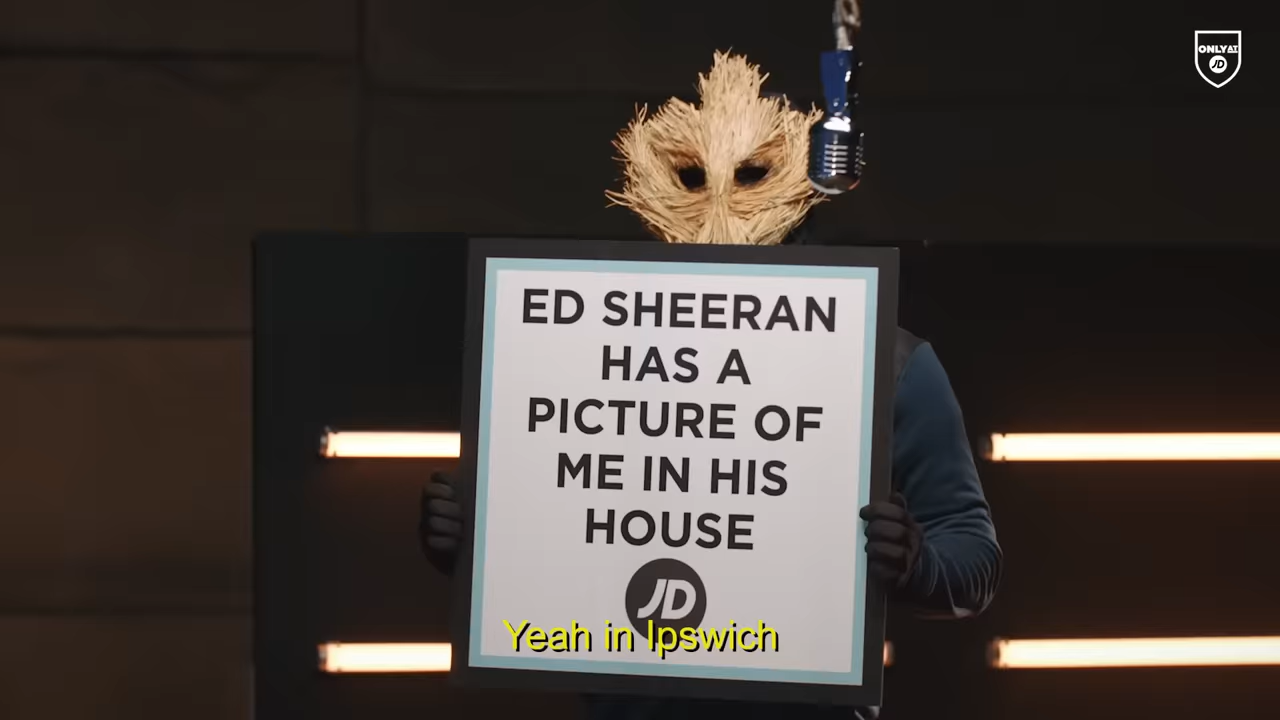 ONLY AT
JD
ED SHEERAN
HAS A
PICTURE OF
ME IN HIS
HOUSE
JD
Yeah in Ipswich